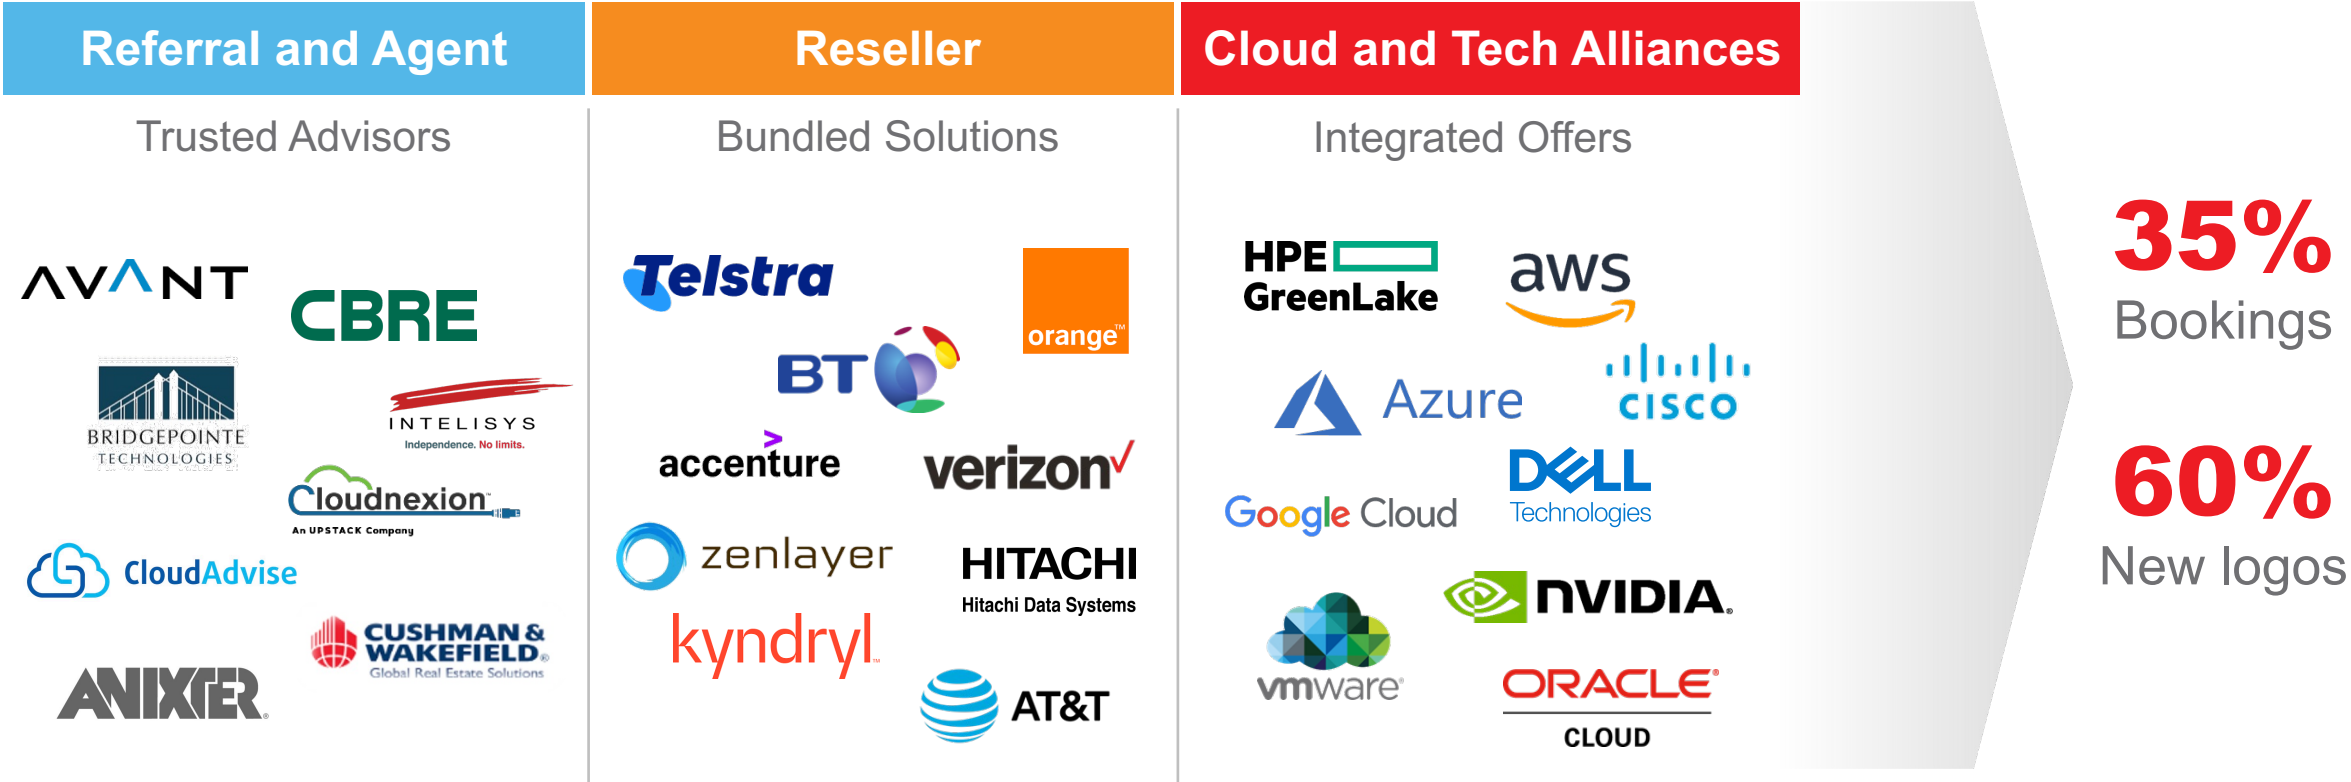 Referral and Agent
Trusted Advisors
AVANT
CBRE
BRIDGEPOINTE
TECHNOLOGIES
INTELISYS
Independence. No limits.
Cloudnexion™
An UPSTACK Company
CloudAdvise
CUSHMAN &
WAKEFIELD®
Global Real Estate Solutions
ANIXTER®
Reseller
Bundled Solutions
Telstra
orange™
BT
accenture
verizon
zenlayer
HITACHI
Hitachi Data Systems
kyndryl™
AT&T
Cloud and Tech Alliances
Integrated Offers
HPE
GreenLake
aws
Azure
CISCO
DELL
Technologies
Google Cloud
NVIDIA®
vmware®
ORACLE®
CLOUD
35%
Bookings
60%
New logos